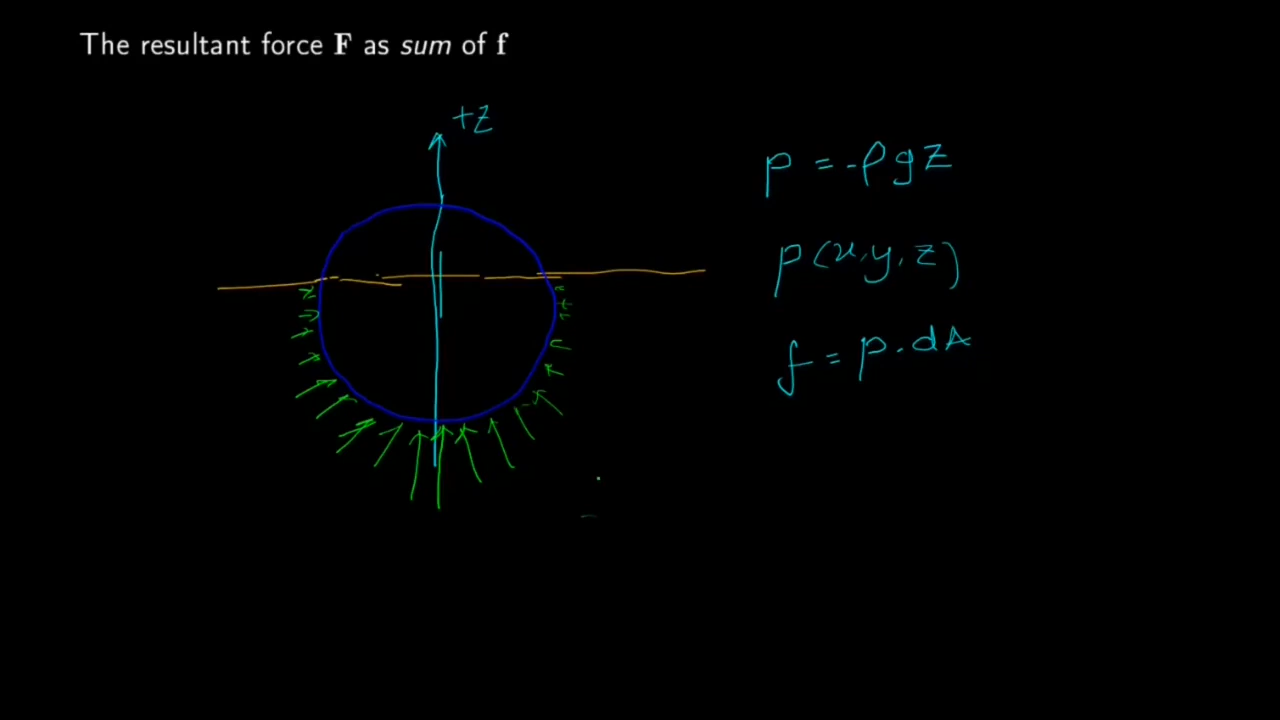 The resultant force F as sum of f
+Z
p = -ρgz
p(x,y,z)
f = p.dA